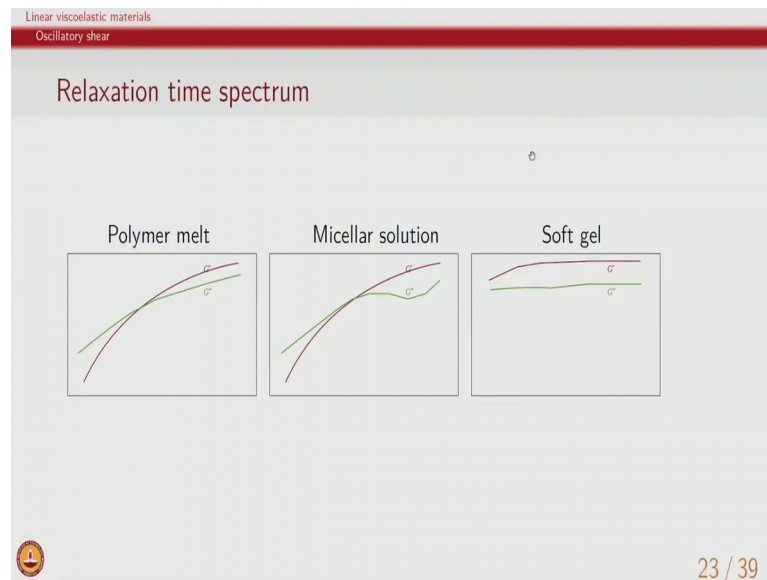 Linear viscoelastic materials
Oscillatory shear
Relaxation time spectrum
Polymer melt
Micellar solution
Soft gel
G'
G"
G'
G"
G'
G"
23 / 39